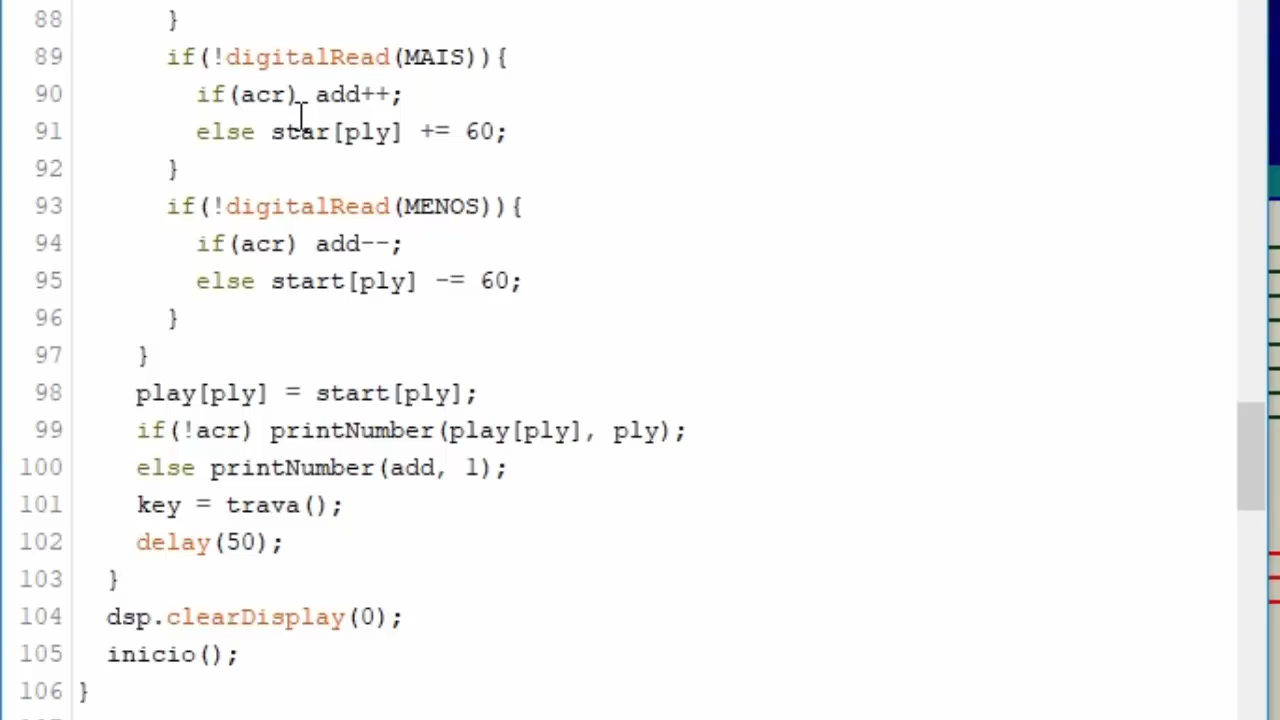 88 }
89 if(!digitalRead(MAIS)){
90 if(acr) add++;
91 else star[ply] += 60;
92 }
93 if(!digitalRead(MENOS)){
94 if(acr) add--;
95 else start[ply] -= 60;
96 }
97 }
98 play[ply] = start[ply];
99 if(!acr) printNumber(play[ply], ply);
100 else printNumber(add, 1);
101 key = trava();
102 delay(50);
103 }
104 dsp.clearDisplay(0);
105 inicio();
106 }